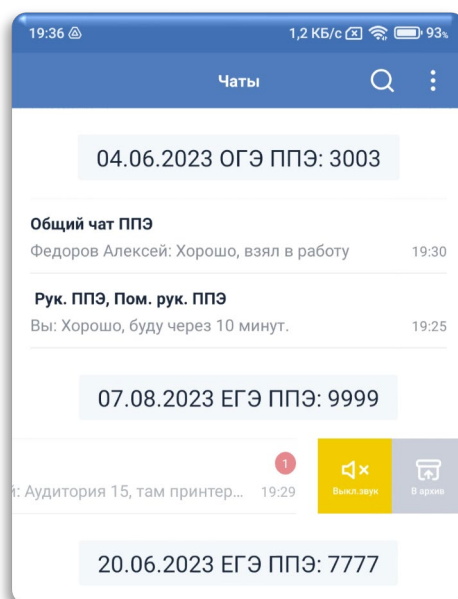 19:36 1,2 КБ/с 93%
Чаты
04.06.2023 ОГЭ ППЭ: 3003
Общий чат ППЭ
Федоров Алексей: Хорошо, взял в работу 19:30
Рук. ППЭ, Пом. рук. ППЭ
Вы: Хорошо, буду через 10 минут. 19:25
07.08.2023 ЕГЭ ППЭ: 9999
1
й: Аудитория 15, там принтер... 19:29
Выкл.звук В архив
20.06.2023 ЕГЭ ППЭ: 7777